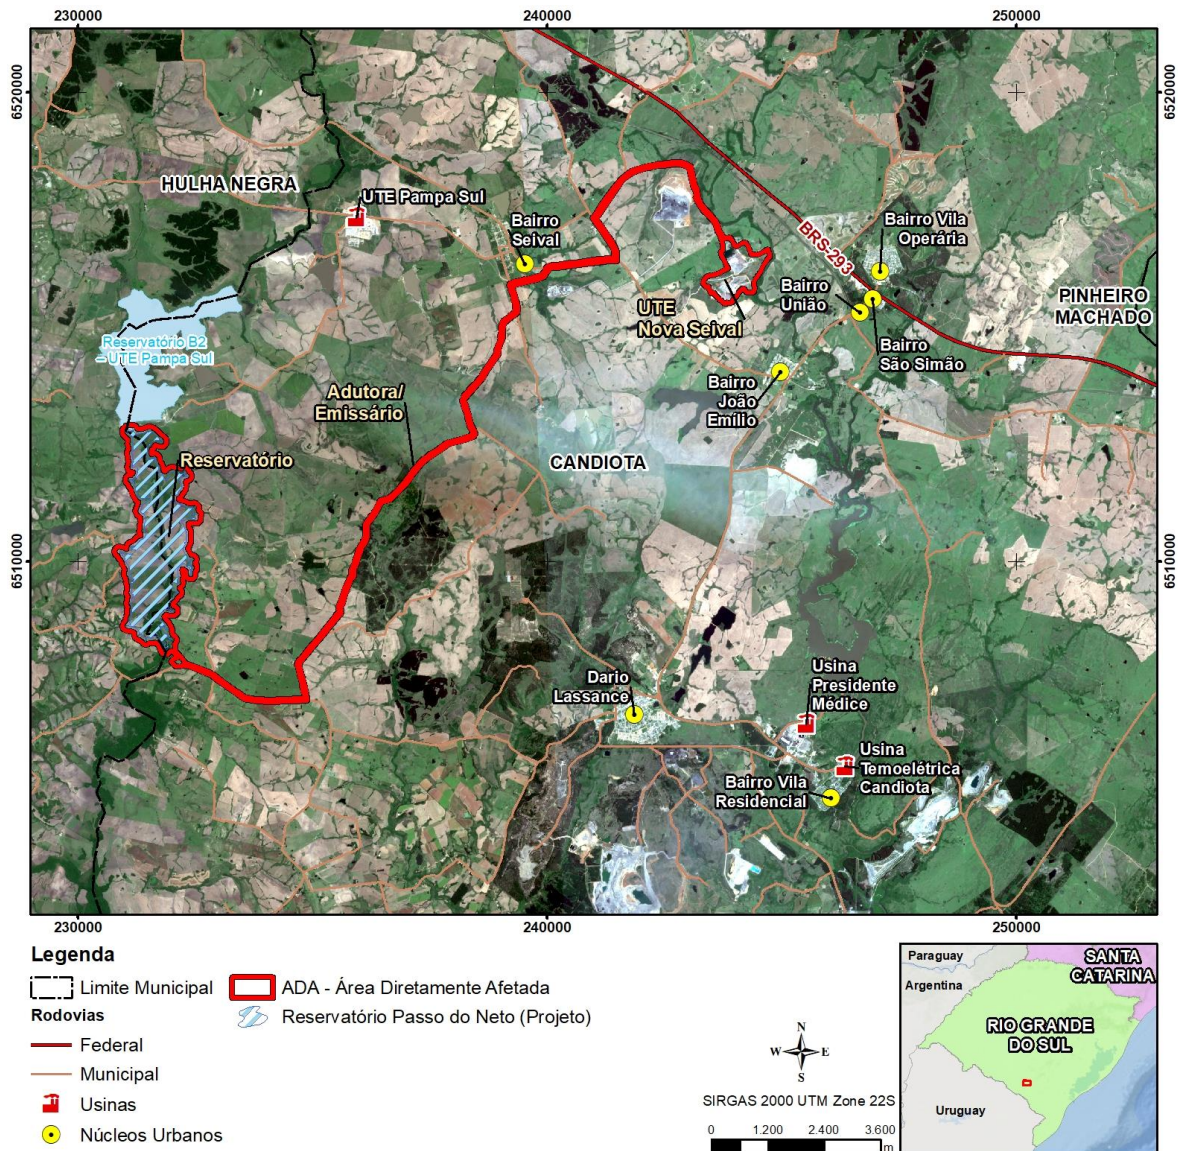 230000
240000
250000
6520000
6520000
HULHA NEGRA
UTE Pampa Sul
Bairro
Seival
BRS-293
Bairro Vila
Operária
Bairro
União
PINHEIRO
MACHADO
UTE
Nova Seival
Bairro
São Simão
Reservatório B2
– UTE Pampa Sul
Adutora/
Emissário
Bairro
João
Emílio
Reservatório
CANDIOTA
6510000
6510000
Dario
Lassance
Usina
Presidente
Médice
Usina
Temoelétrica
Candiota
Bairro Vila
Residencial
230000
240000
250000
Legenda
Limite Municipal
ADA - Área Diretamente Afetada
Rodovias
Reservatório Passo do Neto (Projeto)
Federal
Municipal
Usinas
Núcleos Urbanos
N
W E
S
SIRGAS 2000 UTM Zone 22S
0 1.200 2.400 3.600
m
Paraguay
SANTA
CATARINA
Argentina
RIO GRANDE
DO SUL
Uruguay